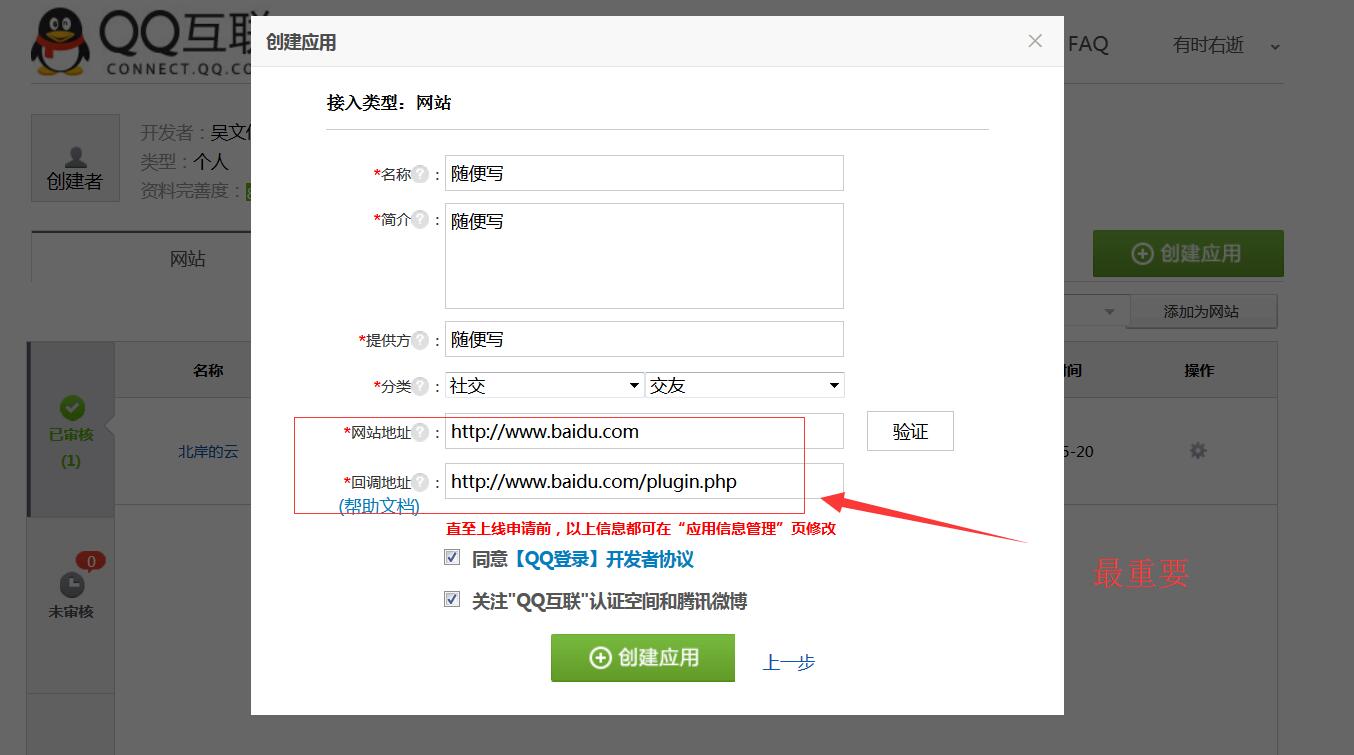 QQ互联
CONNECT.QQ.CO
创建应用
FAQ
有时右逝
接入类型：网站
开发者：吴文
类型：个人
创建者
资料完善度：
*名称?：随便写
*简介?：随便写
网站
创建应用
添加为网站
*提供方?：随便写
名称
间
操作
*分类?：社交 交友
已审核
(1)
北岸的云
5-20
*网站地址?：http://www.baidu.com
验证
*回调地址?：http://www.baidu.com/plugin.php
(帮助文档)
直至上线申请前，以上信息都可在“应用信息管理”页修改
同意【QQ登录】开发者协议
最重要
0
未审核
关注"QQ互联"认证空间和腾讯微博
创建应用
上一步